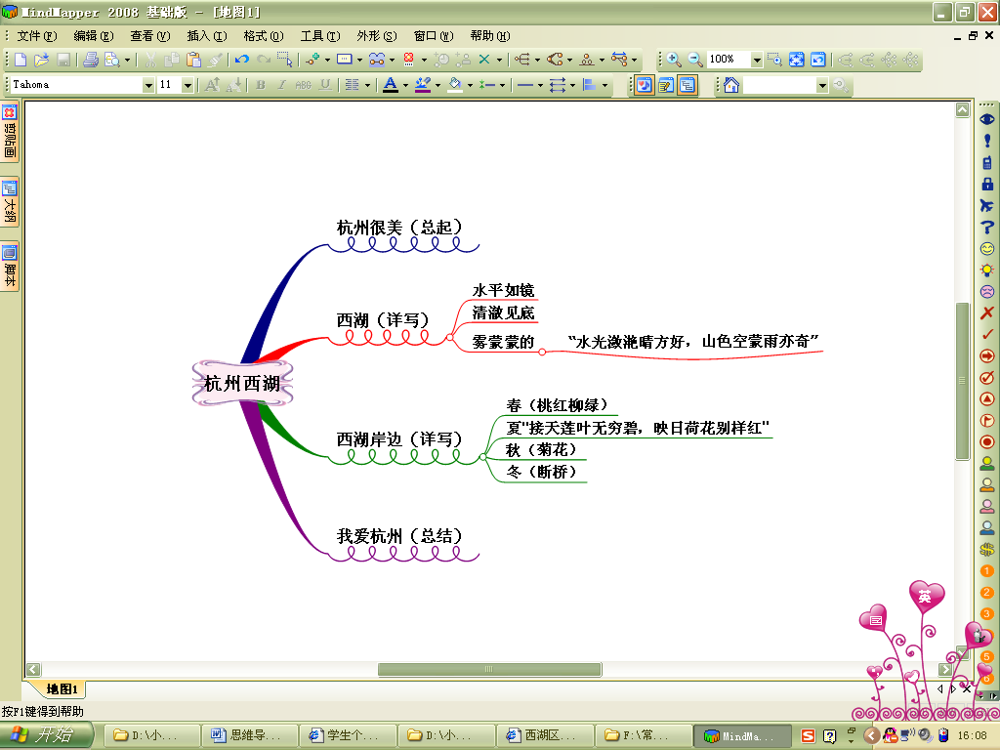 MindMapper 2008 基础版 - [地图1]
文件(F) 编辑(E) 查看(V) 插入(I) 格式(O) 工具(T) 外形(S) 窗口(W) 帮助(H)
100%
Tahoma 11 B I ABG U
剪贴画
大纲
脚本
杭州很美（总起）
水平如镜
西湖（详写）
清澈见底
雾蒙蒙的
“水光潋滟晴方好，山色空蒙雨亦奇”
杭州西湖
春（桃红柳绿）
夏"接天莲叶无穷碧，映日荷花别样红"
西湖岸边（详写）
秋（菊花）
冬（断桥）
我爱杭州（总结）
英
1
2
3
5
6
地图1
按F1键得到帮助
开始 D:\小... 思维导... 学生个... D:\小... 西湖区... F:\常... MindMa... 16:08